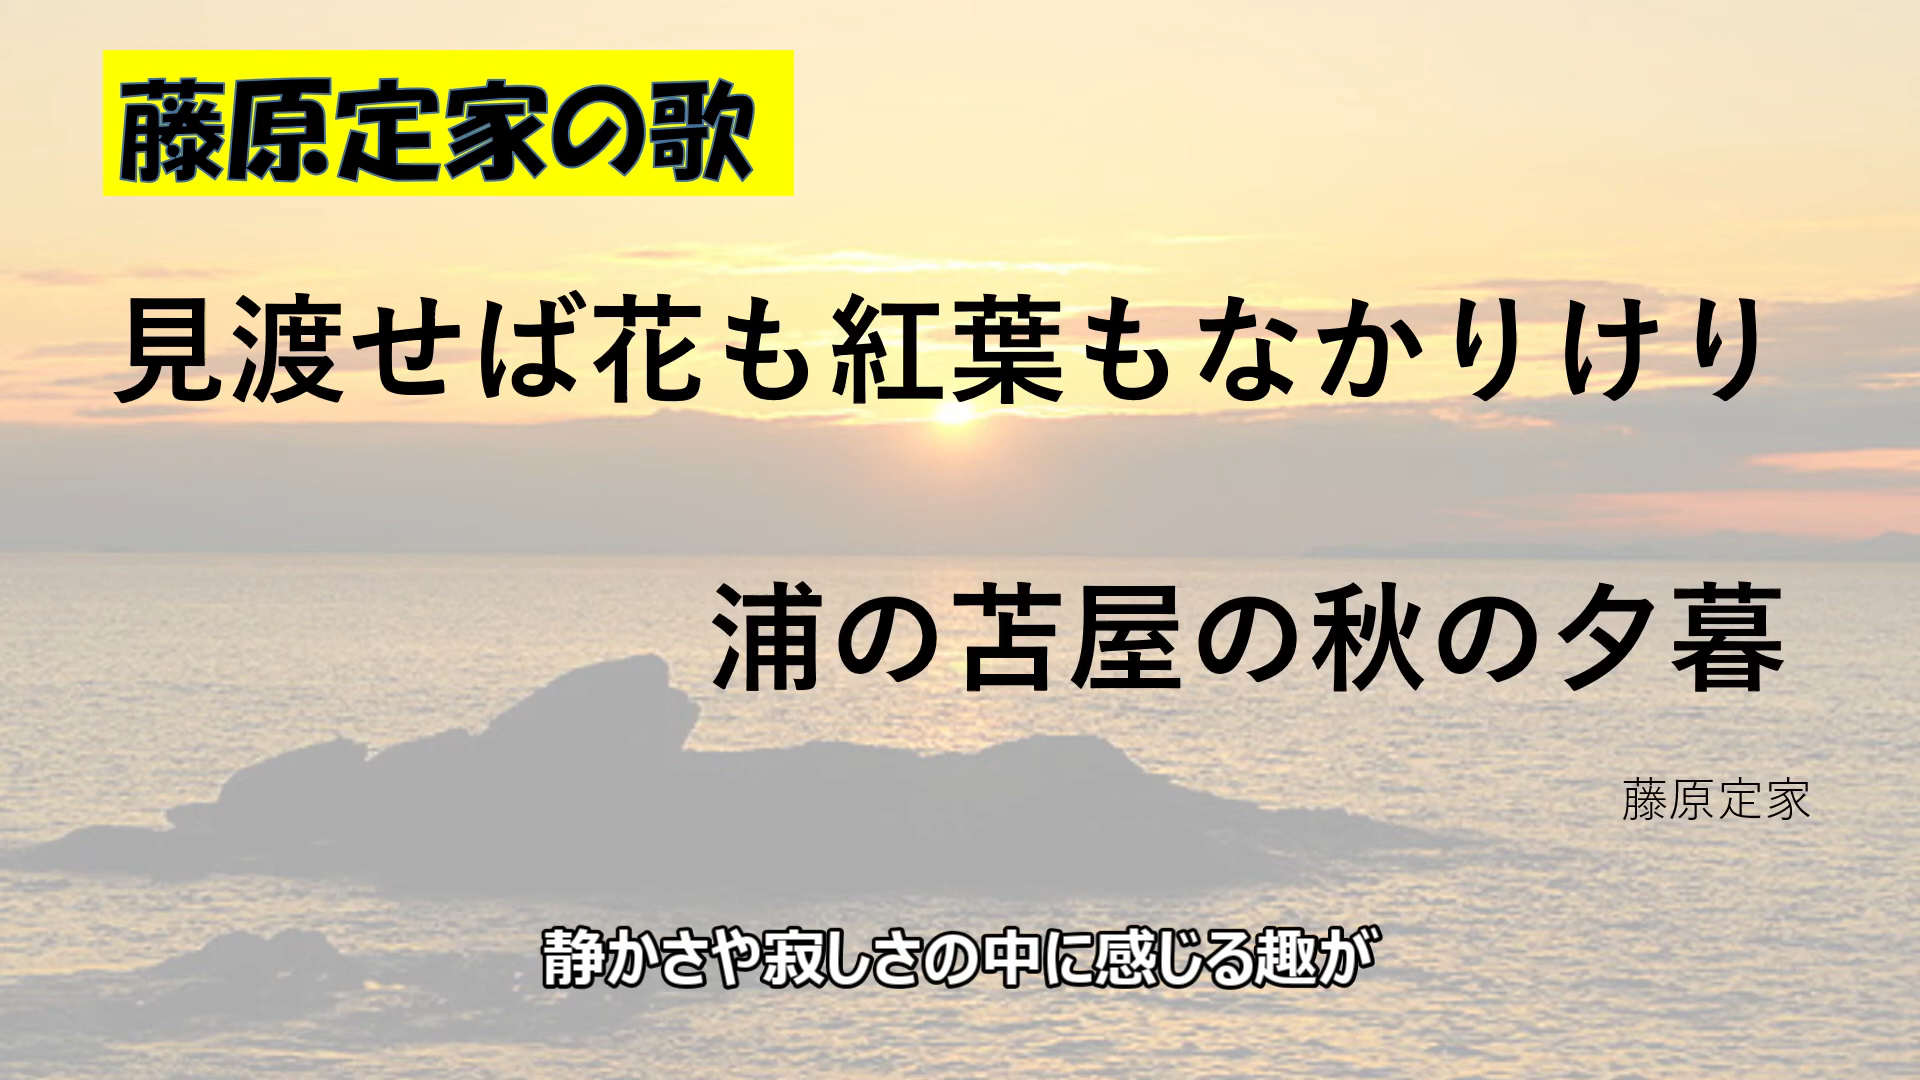 藤原定家の歌
見渡せば花も紅葉もなかりけり
浦の苫屋の秋の夕暮
藤原定家
静かさや寂しさの中に感じる趣が